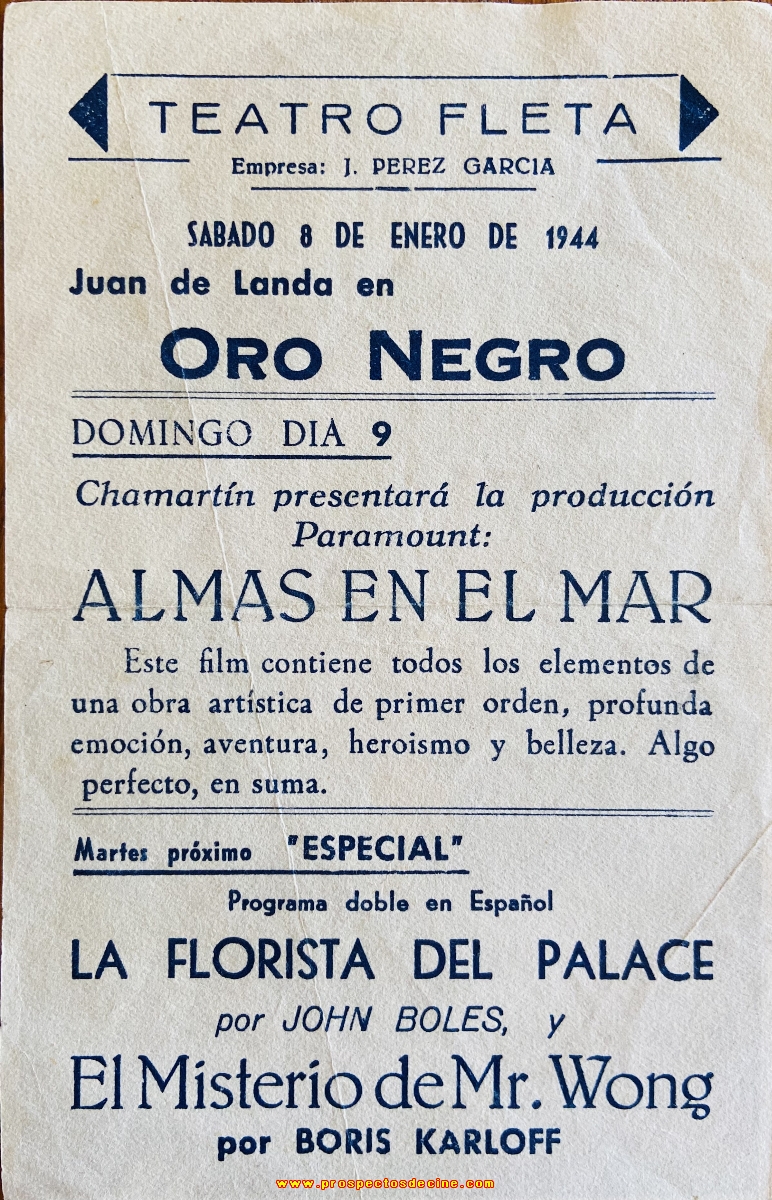 TEATRO FLETA
Empresa: J. PEREZ GARCIA
SABADO 8 DE ENERO DE 1944
Juan de Landa en
ORO NEGRO
DOMINGO DIA 9
Chamartín presentará la producción
Paramount:
ALMAS EN EL MAR
Este film contiene todos los elementos de
una obra artística de primer orden, profunda
emoción, aventura, heroismo y belleza. Algo
perfecto, en suma.
Martes próximo "ESPECIAL"
Programa doble en Español
LA FLORISTA DEL PALACE
por JOHN BOLES, y
El Misterio de Mr. Wong
por BORIS KARLOFF
www.prospectosdecine.com